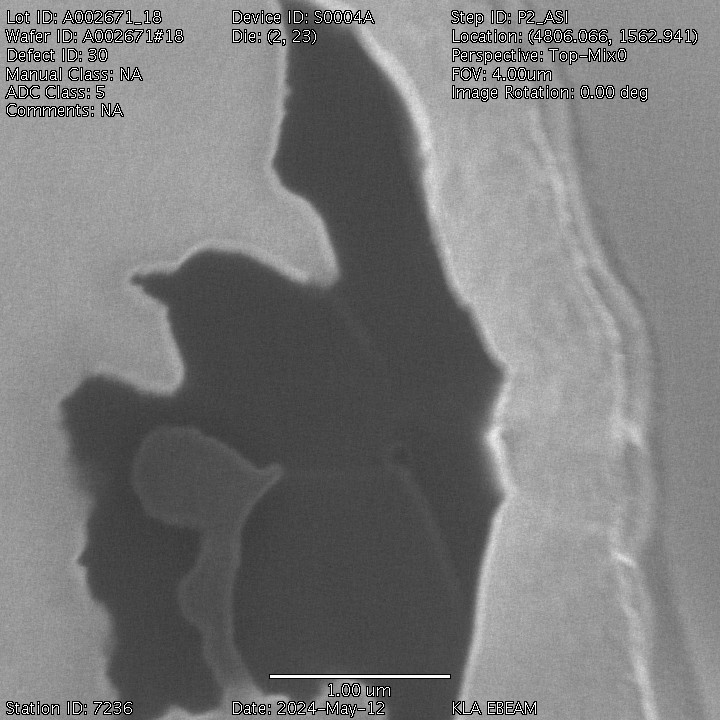 Lot ID: A002671_18
Wafer ID: A002671#18
Defect ID: 30
Manual Class: NA
ADC Class: 5
Comments: NA
Device ID: S0004A
Die: (2, 23)
Step ID: P2_ASI
Location: (4806.066, 1562.941)
Perspective: Top-Mix0
FOV: 4.00um
Image Rotation: 0.00 deg
1.00 um
Station ID: 7236
Date: 2024-May-12
KLA EBEAM